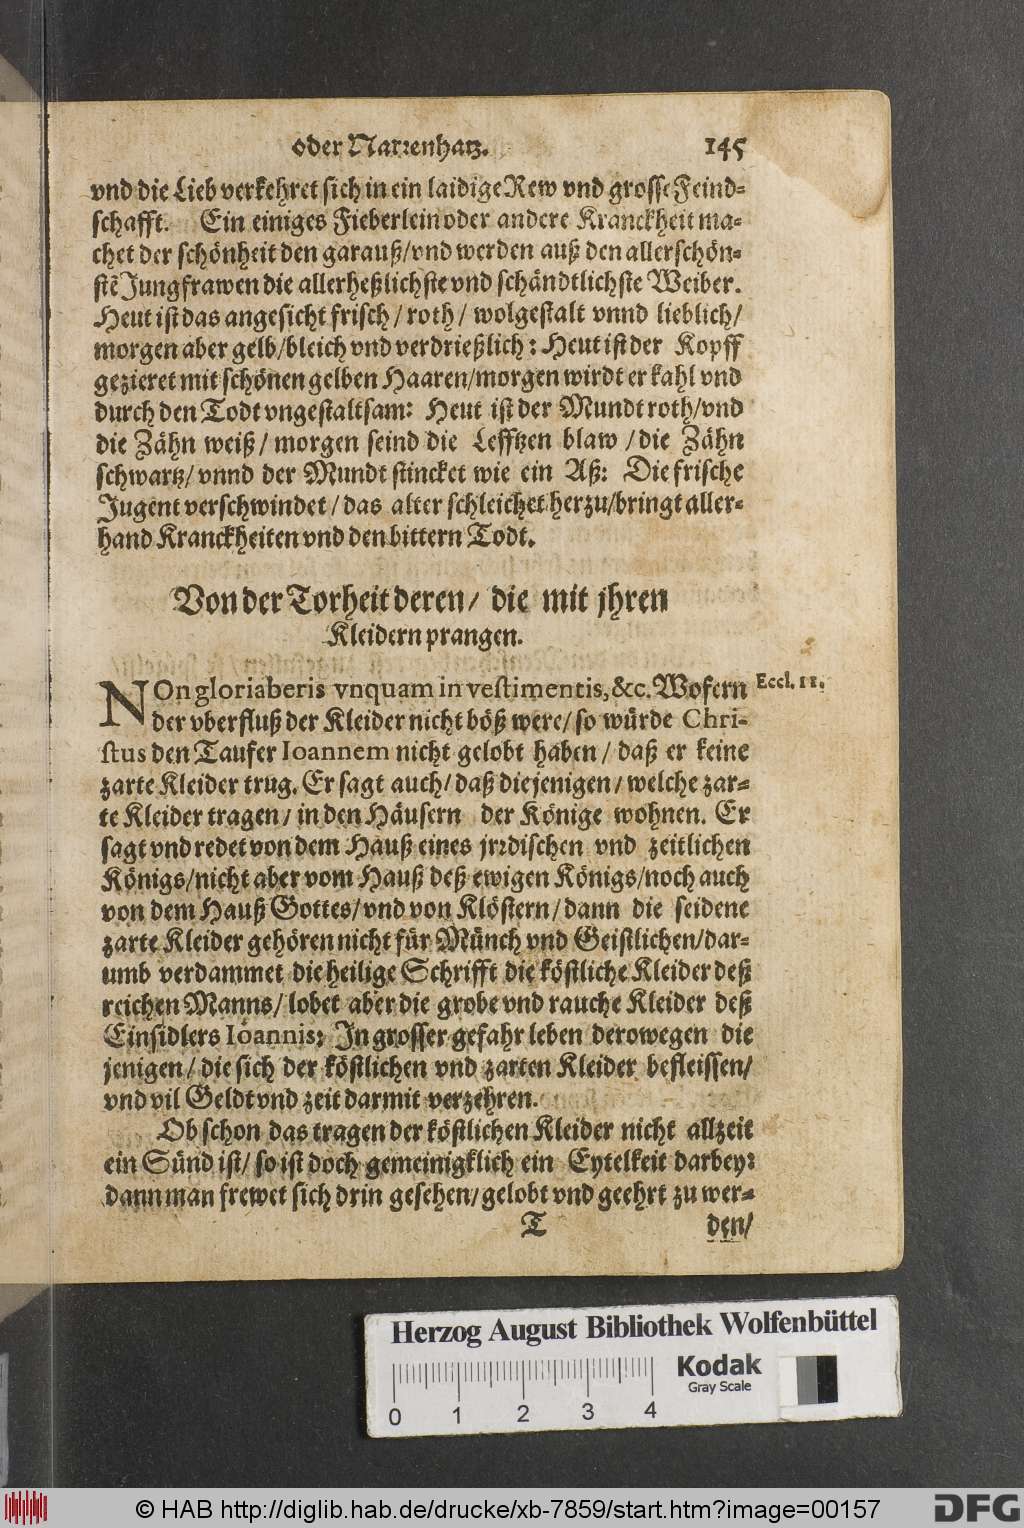 oder Narrenhatz. 145
vnd die Lieb verkehret sich in ein laidige Rew vnd grosse Feind-
schafft. Ein einiges Fieberlein oder andere Kranckheit ma-
chet der schönheit den garauß/vnd werden auß den allerschön-
stẽ Jungfrawen die allerheßlichste vnd schändtlichste Weiber.
Heut ist das angesicht frisch/ roth/ wolgestalt vnnd lieblich/
morgen aber gelb/bleich vnd verdrießlich: Heut ist der Kopff
gezieret mit schönen gelben Haaren/morgen wirdt er kahl vnd
durch den Todt vngestaltsam: Heut ist der Mundt roth/vnd
die Zähn weiß/ morgen seind die Lefftzen blaw /die Zähn
schwartz/ vnnd der Mundt stincket wie ein Aß: Die frische
Jugent verschwindet/ das alter schleichet herzu/bringt aller-
hand Kranckheiten vnd den bittern Todt.
Von der Torheit deren/ die mit jhren
Kleidern prangen.
NOn gloriaberis vnquam in vestimentis, &c. Wofern Eccl. 11.
der vberfluß der Kleider nicht böß were/ so würde Chri-
stus den Taufer Ioannem nicht gelobt haben/ daß er keine
zarte Kleider trug. Er sagt auch/ daß diejenigen/ welche zar-
te Kleider tragen/ in den Häusern der Könige wohnen. Er
sagt vnd redet von dem Hauß eines jrrdischen vnd zeitlichen
Königs/nicht aber vom Hauß deß ewigen Königs/noch auch
von dem Hauß Gottes/vnd von Klöstern/dann die seidene
zarte Kleider gehören nicht für Münch vnd Geistlichen/dar-
umb verdammet die heilige Schrifft die köstliche Kleider deß
reichen Manns/ lobet aber die grobe vnd rauche Kleider deß
Einsidlers Ioannis: In grosser gefahr leben derowegen die
jenigen/ die sich der köstlichen vnd zarten Kleider befleissen/
vnd vil Geldt vnd zeit darmit verzehren.
Ob schon das tragen der köstlichen Kleider nicht allzeit
ein Sünd ist/ so ist doch gemeinigklich ein Eytelkeit darbey:
dann man frewet sich drin gesehen/gelobt vnd geehrt zu wer-
T den/
Herzog August Bibliothek Wolfenbüttel
Kodak
Gray Scale
0 1 2 3 4
© HAB http://diglib.hab.de/drucke/xb-7859/start.htm?image=00157 DFG